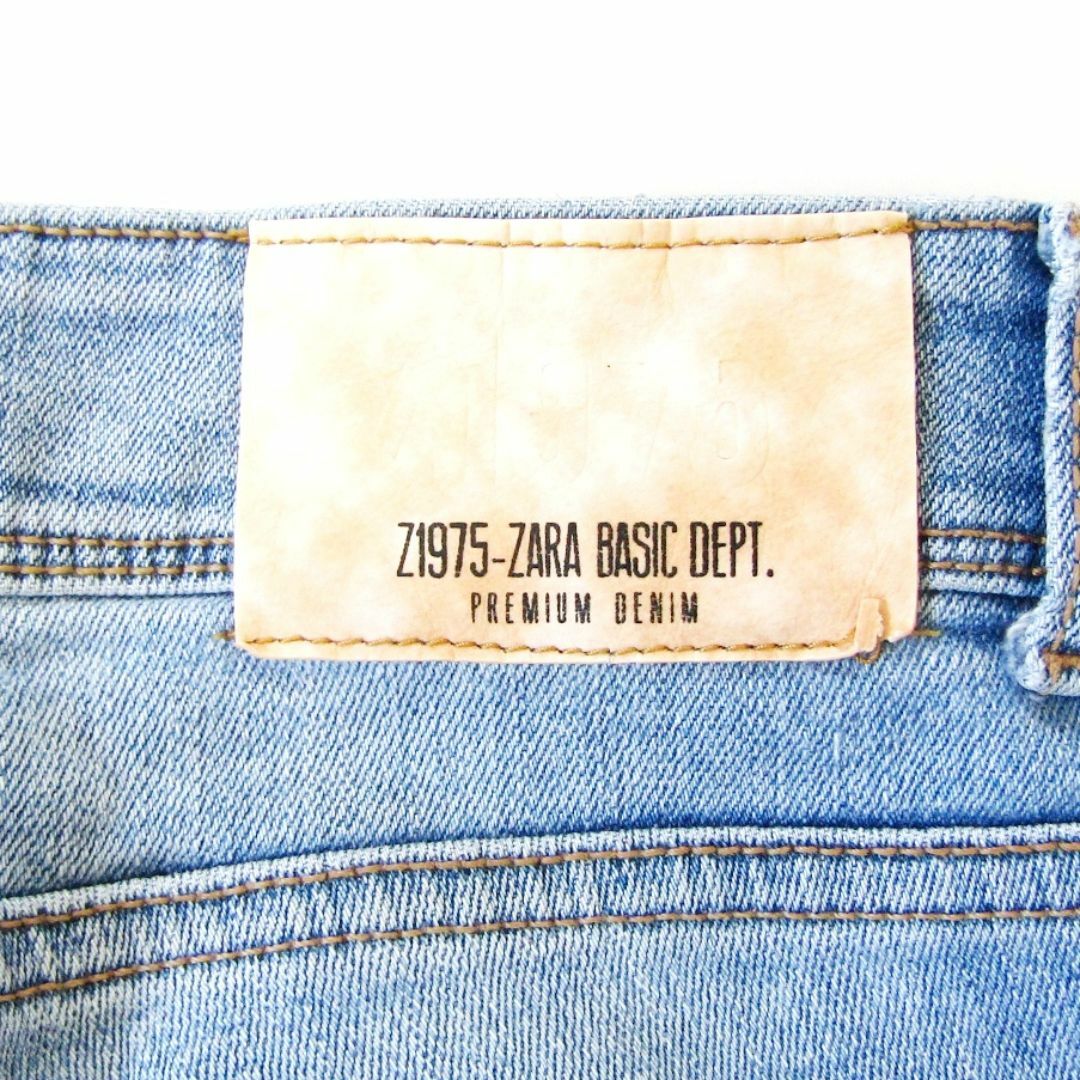 Z1975-ZARA BASIC DEPT.
PREMIUM DENIM